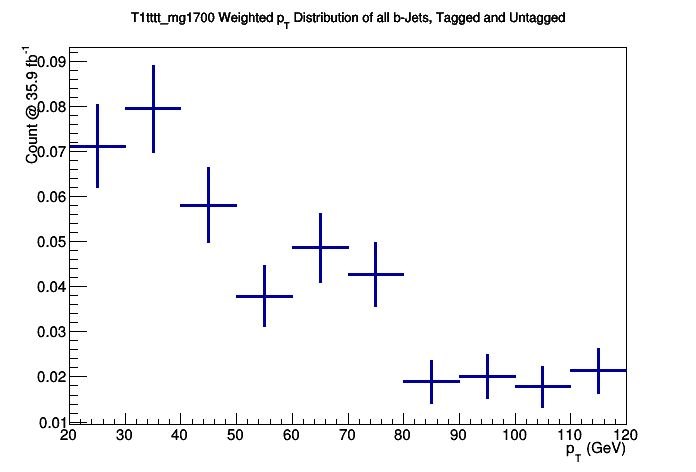 T1tttt_mg1700 Weighted pT Distribution of all b-Jets, Tagged and Untagged
Count @ 35.9 fb-1
0.09
0.08
0.07
0.06
0.05
0.04
0.03
0.02
0.01
20 30 40 50 60 70 80 90 100 110 120
pT (GeV)